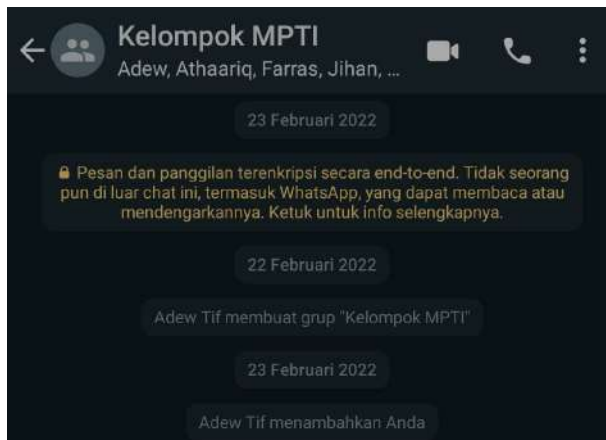 Kelompok MPTI
Adew, Athaariq, Farras, Jihan, ...
23 Februari 2022
Pesan dan panggilan terenkripsi secara end-to-end. Tidak seorang
pun di luar chat ini, termasuk WhatsApp, yang dapat membaca atau
mendengarkannya. Ketuk untuk info selengkapnya.
22 Februari 2022
Adew Tif membuat grup "Kelompok MPTI"
23 Februari 2022
Adew Tif menambahkan Anda